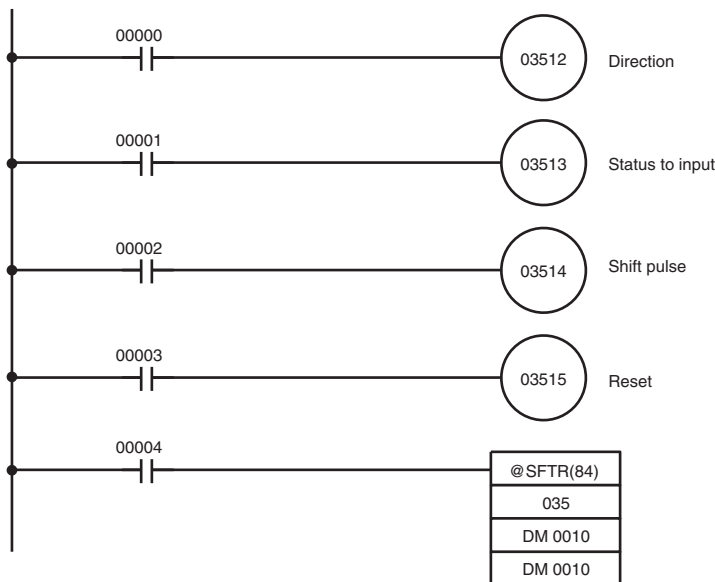 00000
03512 Direction
00001
03513 Status to input
00002
03514 Shift pulse
00003
03515 Reset
00004
@SFTR(84)
035
DM 0010
DM 0010